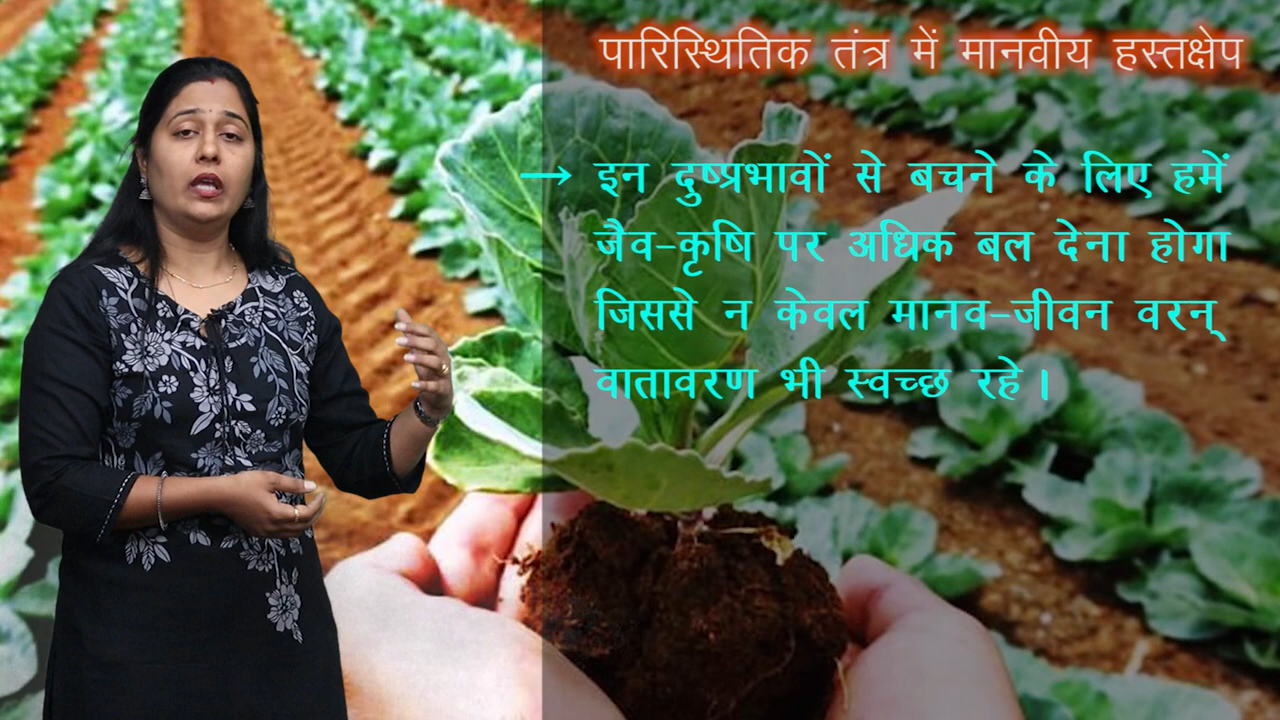 पारिस्थितिक तंत्र में मानवीय हस्तक्षेप
→ इन दुष्प्रभावों से बचने के लिए हमें
जैव-कृषि पर अधिक बल देना होगा
जिससे न केवल मानव-जीवन वरन्
वातावरण भी स्वच्छ रहे।